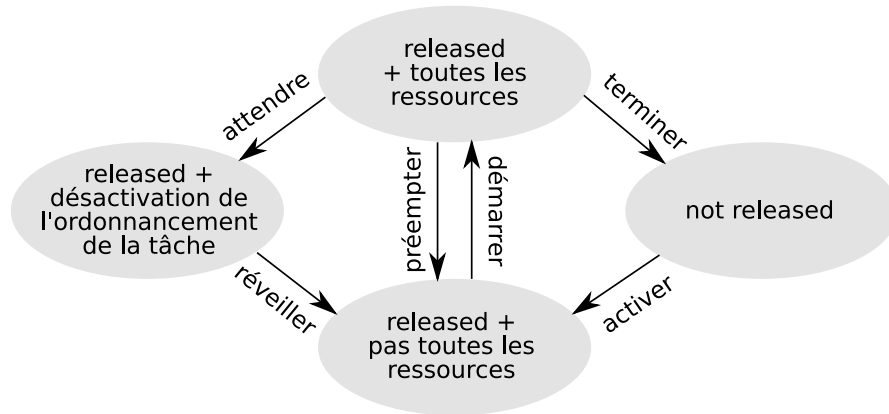 released
+ toutes les
ressources
attendre
terminer
released +
désactivation de
l'ordonnancement
de la tâche
préempter
démarrer
not released
réveiller
activer
released +
pas toutes les
ressources